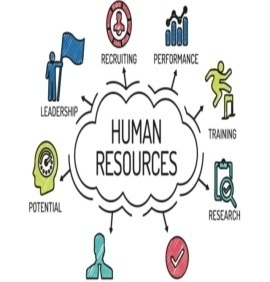 RECRUITING
PERFORMANCE
LEADERSHIP
TRAINING
HUMAN
RESOURCES
POTENTIAL
RESEARCH